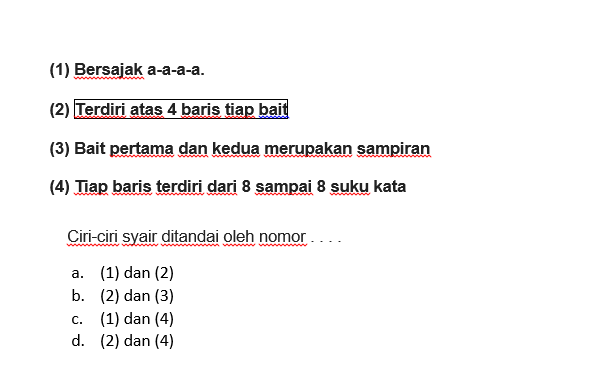 (1) Bersajak a-a-a-a.
(2) Terdiri atas 4 baris tiap bait
(3) Bait pertama dan kedua merupakan sampiran
(4) Tiap baris terdiri dari 8 sampai 8 suku kata
Ciri-ciri syair ditandai oleh nomor . . . .
a. (1) dan (2)
b. (2) dan (3)
c. (1) dan (4)
d. (2) dan (4)